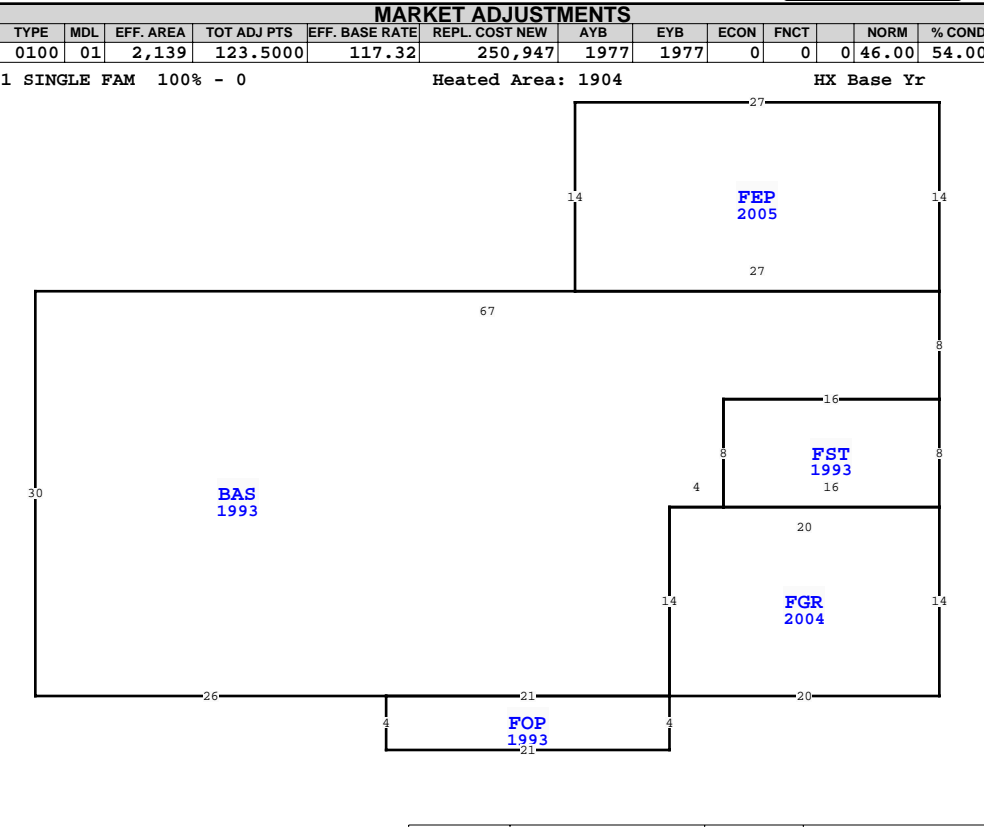 MARKET ADJUSTMENTS
TYPE MDL EFF. AREA TOT ADJ PTS EFF. BASE RATE REPL. COST NEW AYB EYB ECON FNCT NORM % COND
0100 01 2,139 123.5000 117.32 250,947 1977 1977 0 0 0 46.00 54.00
1 SINGLE FAM 100% - 0 Heated Area: 1904 HX Base Yr
27
14 FEP 14
2005
27
67
8
16
8 FST 8
1993
4 16
30 BAS
1993
20
14 FGR 14
2004
26 21 20
4 FOP 4
1993
21